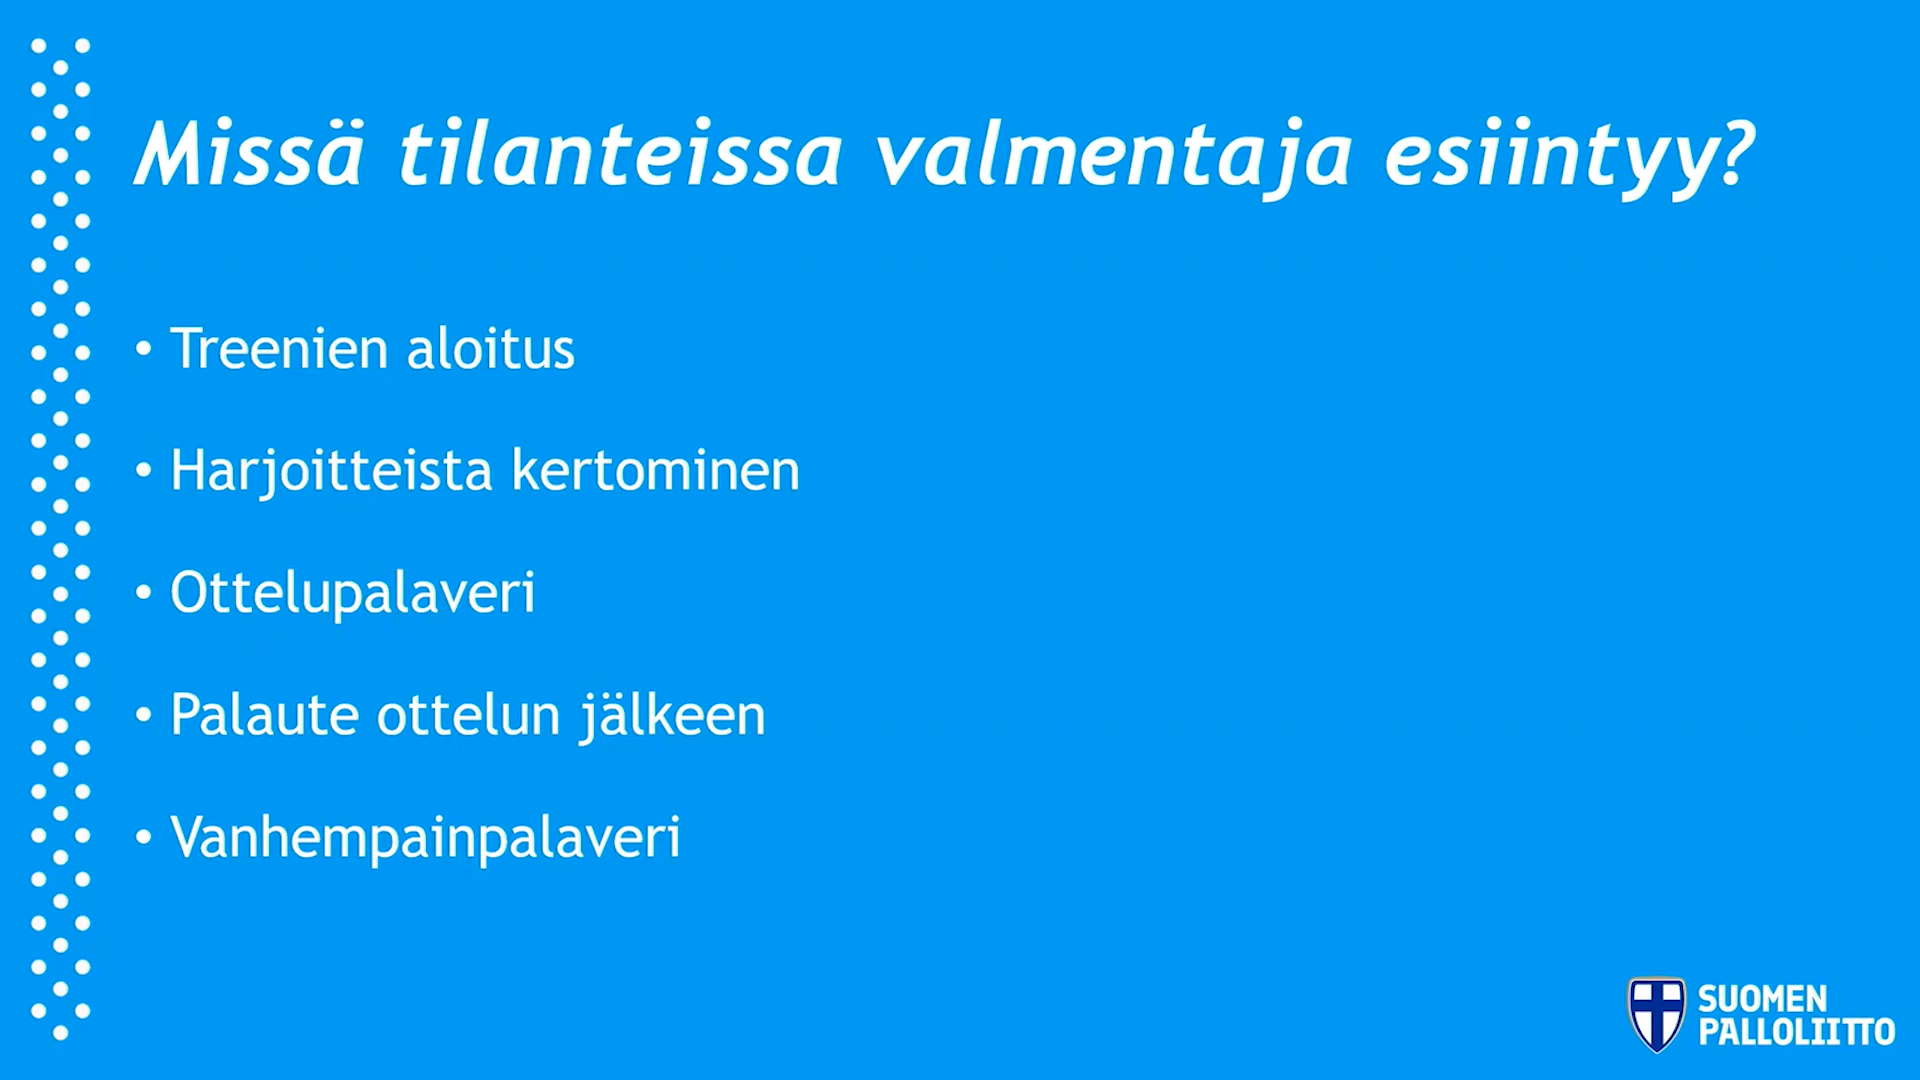 Missä tilanteissa valmentaja esiintyy?
• Treenien aloitus
• Harjoitteista kertominen
• Ottelupalaveri
• Palaute ottelun jälkeen
• Vanhempainpalaveri
SUOMEN
PALLOLIITTO